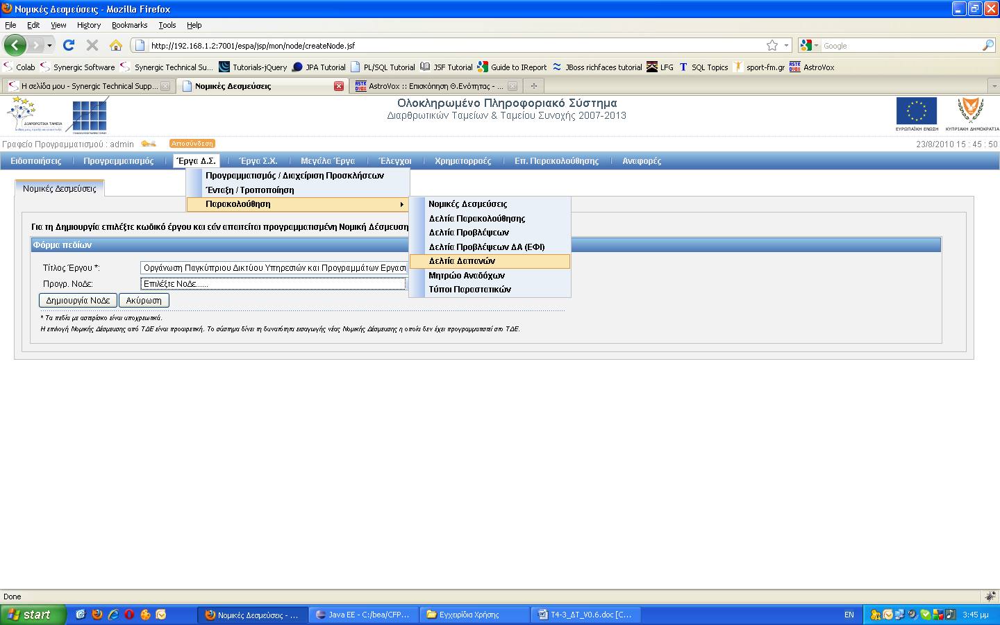 Νομικές Δεσμεύσεις - Mozilla Firefox
File Edit View History Bookmarks Tools Help
http://192.168.1.2:7001/espa/jsp/mon/node/createNode.jsf
Google
Colab Synergic Software Synergic Technical Su... Tutorials-jQuery JPA Tutorial PL/SQL Tutorial JSF Tutorial Guide to IReport JBoss richfaces tutorial LFG SQL Topics sport-fm.gr AstroVox
Η σελίδα μου - Synergic Technical Supp... Νομικές Δεσμεύσεις AstroVox :: Επισκόπηση Θ.Ενότητας - ...
Ολοκληρωμένο Πληροφοριακό Σύστημα
Διαρθρωτικών Ταμείων & Ταμείου Συνοχής 2007-2013
ΔΙΑΡΘΡΩΤΙΚΑ ΤΑΜΕΙΑ
ΕΥΡΩΠΑΪΚΗ ΕΝΩΣΗ ΚΥΠΡΙΑΚΗ ΔΗΜΟΚΡΑΤΙΑ
Γραφείο Προγραμματισμού : admin Αποσύνδεση 23/8/2010 15 : 45 : 50
Ειδοποιήσεις Προγραμματισμός Έργα Δ.Σ. Έργα Σ.Χ. Μεγάλα Έργα Έλεγχοι Χρηματορροές Επ. Παρακολούθησης Αναφορές
Προγραμματισμός / Διαχείριση Προσκλήσεων
Ένταξη / Τροποποίηση
Παρακολούθηση
Νομικές Δεσμεύσεις
Δελτία Παρακολούθησης
Δελτία Προβλέψεων
Δελτία Προβλέψεων ΔΑ (ΕΦΙ)
Δελτία Δαπανών
Μητρώο Αναδόχων
Τύποι Παραστατικών
Νομικές Δεσμεύσεις
Για τη Δημιουργία επιλέξτε κωδικό έργου και εάν απαιτείται προγραμματισμένη Νομική Δέσμευση
Φόρμα πεδίων
Τίτλος Έργου *: Οργάνωση Παγκύπριου Δικτύου Υπηρεσιών και Προγραμμάτων Εργασι
Προγρ. ΝοΔε: Επιλέξτε ΝοΔε......
Δημιουργία ΝοΔε Ακύρωση
* Τα πεδία με αστερίσκο είναι υποχρεωτικά.
Η επιλογή Νομικής Δέσμευσης από ΤΔΕ είναι προαιρετική. Το σύστημα δίνει τη δυνατότητα εισαγωγής νέας Νομικής Δέσμευσης η οποία δεν έχει προγραμματιστεί στο ΤΔΕ.
Done
start Νομικές Δεσμεύσεις - ... Java EE - C:/bea/CFP... Εγχειρίδια Χρήσης T4-3_ΔΤ_V0.6.doc [C... EN 3:45 μμ